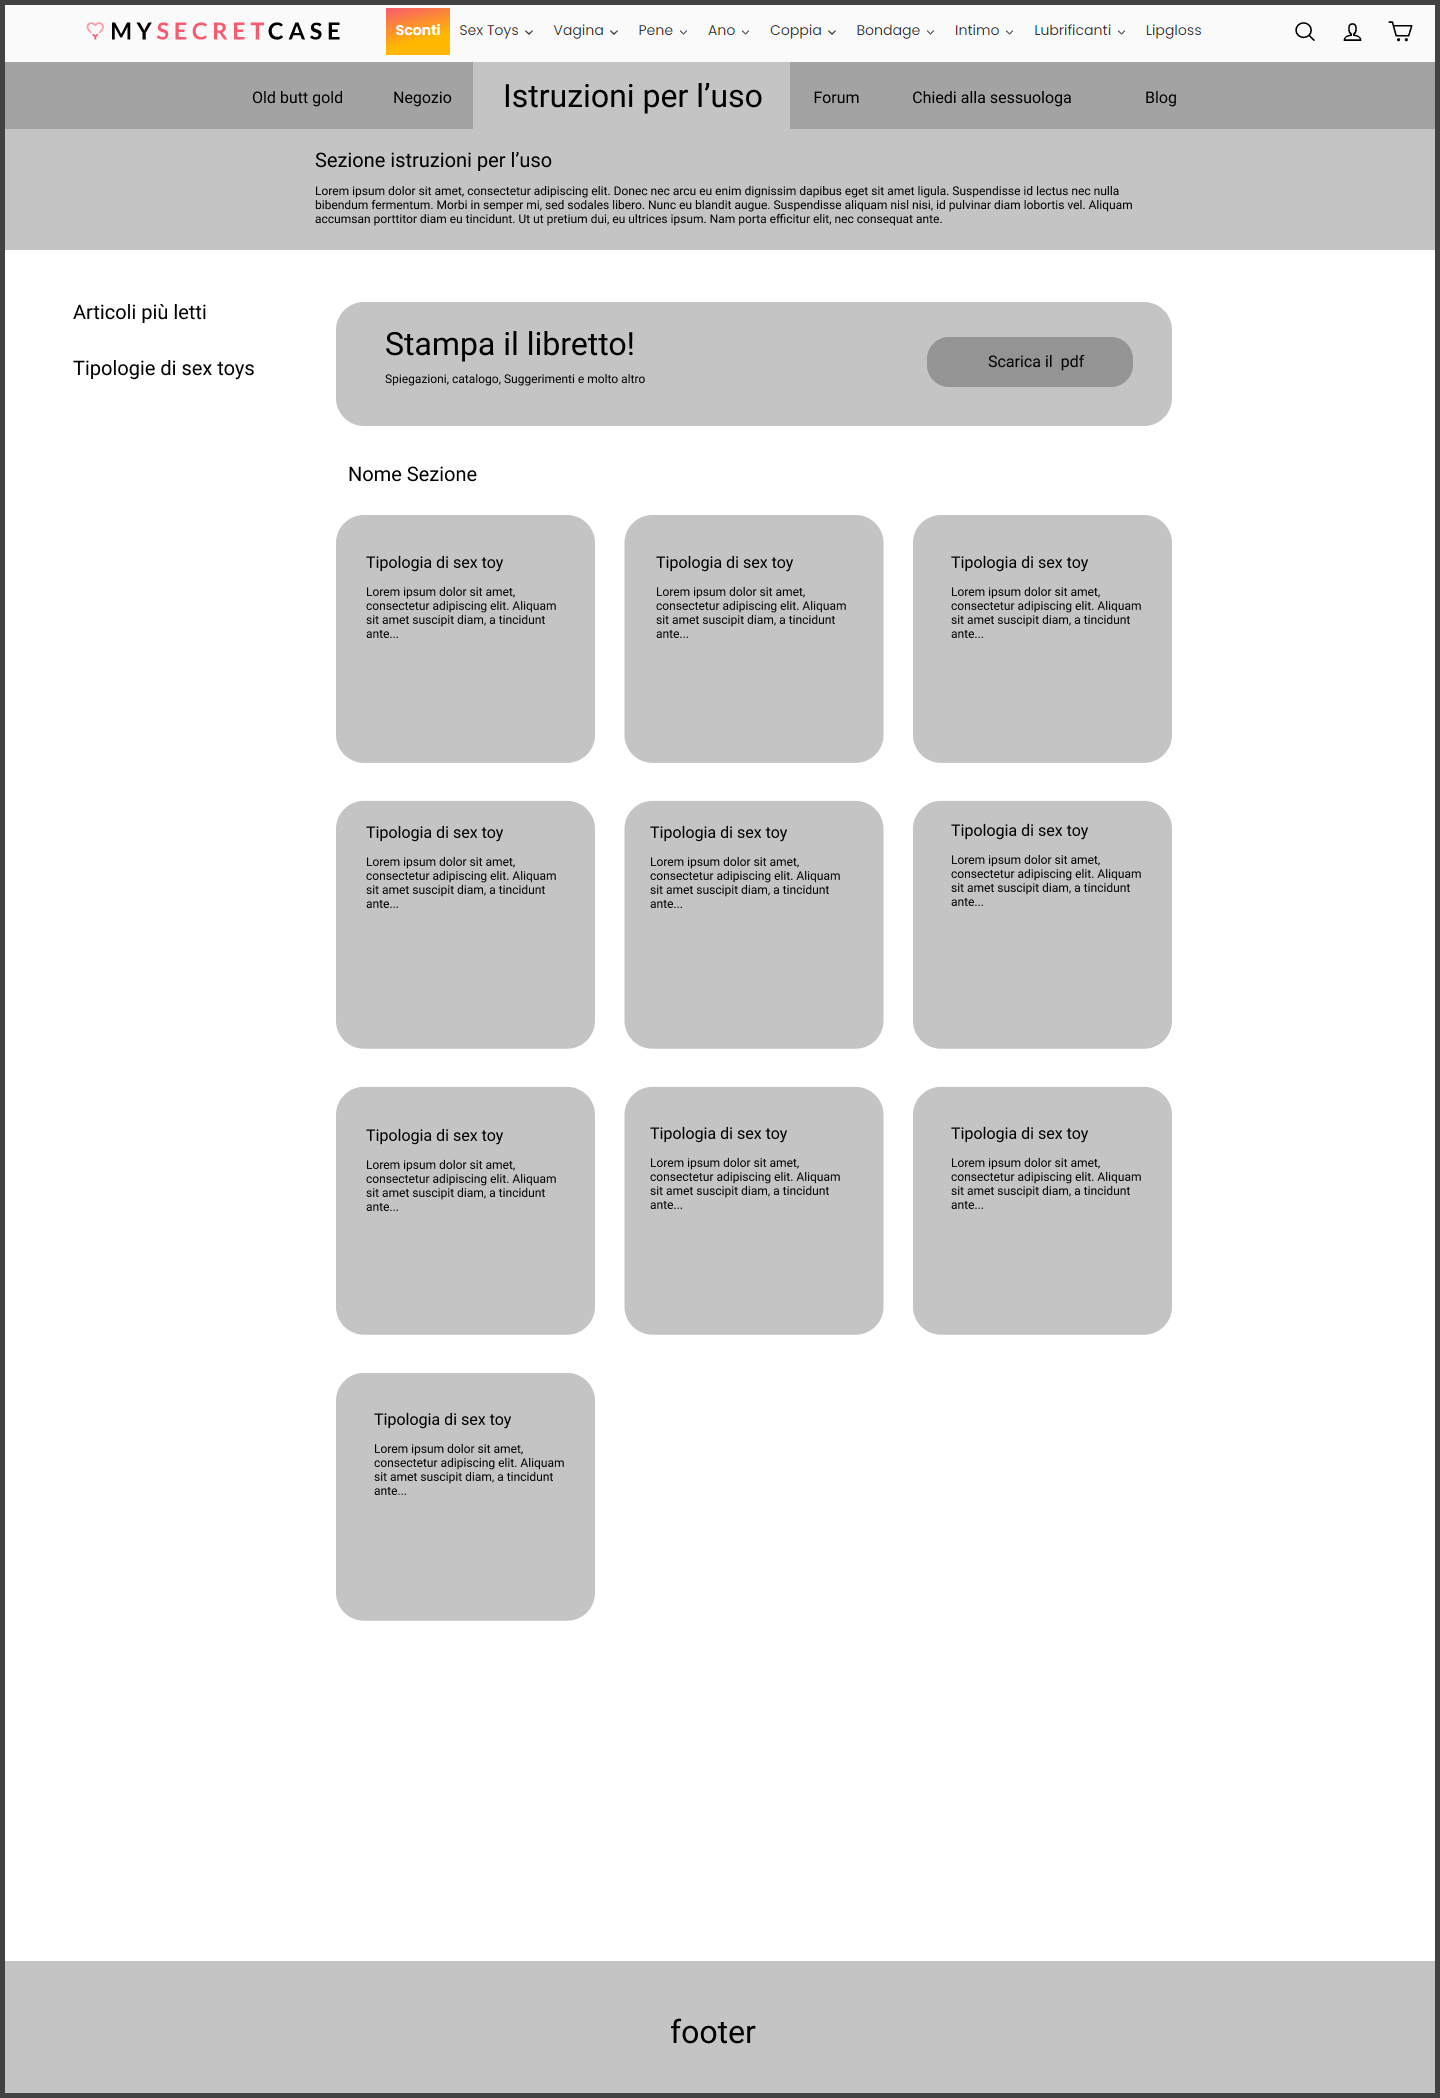 MYSECRETCASE
Sconti Sex Toys Vagina Pene Ano Coppia Bondage Intimo Lubrificanti Lipgloss
Old butt gold Negozio Istruzioni per l’uso Forum Chiedi alla sessuologa Blog
Sezione istruzioni per l’uso
Lorem ipsum dolor sit amet, consectetur adipiscing elit. Donec nec arcu eu enim dignissim dapibus eget sit amet ligula. Suspendisse id lectus nec nulla
bibendum fermentum. Morbi in semper mi, sed sodales libero. Nunc eu blandit augue. Suspendisse aliquam nisl nisi, id pulvinar diam lobortis vel. Aliquam
accumsan porttitor diam eu tincidunt. Ut ut pretium dui, eu ultrices ipsum. Nam porta efficitur elit, nec consequat ante.
Articoli più letti
Tipologie di sex toys
Stampa il libretto!
Spiegazioni, catalogo, Suggerimenti e molto altro
Scarica il  pdf
Nome Sezione
Tipologia di sex toy
Lorem ipsum dolor sit amet,
consectetur adipiscing elit. Aliquam
sit amet suscipit diam, a tincidunt
ante...
Tipologia di sex toy
Lorem ipsum dolor sit amet,
consectetur adipiscing elit. Aliquam
sit amet suscipit diam, a tincidunt
ante...
Tipologia di sex toy
Lorem ipsum dolor sit amet,
consectetur adipiscing elit. Aliquam
sit amet suscipit diam, a tincidunt
ante...
Tipologia di sex toy
Lorem ipsum dolor sit amet,
consectetur adipiscing elit. Aliquam
sit amet suscipit diam, a tincidunt
ante...
Tipologia di sex toy
Lorem ipsum dolor sit amet,
consectetur adipiscing elit. Aliquam
sit amet suscipit diam, a tincidunt
ante...
Tipologia di sex toy
Lorem ipsum dolor sit amet,
consectetur adipiscing elit. Aliquam
sit amet suscipit diam, a tincidunt
ante...
Tipologia di sex toy
Lorem ipsum dolor sit amet,
consectetur adipiscing elit. Aliquam
sit amet suscipit diam, a tincidunt
ante...
Tipologia di sex toy
Lorem ipsum dolor sit amet,
consectetur adipiscing elit. Aliquam
sit amet suscipit diam, a tincidunt
ante...
Tipologia di sex toy
Lorem ipsum dolor sit amet,
consectetur adipiscing elit. Aliquam
sit amet suscipit diam, a tincidunt
ante...
Tipologia di sex toy
Lorem ipsum dolor sit amet,
consectetur adipiscing elit. Aliquam
sit amet suscipit diam, a tincidunt
ante...
footer